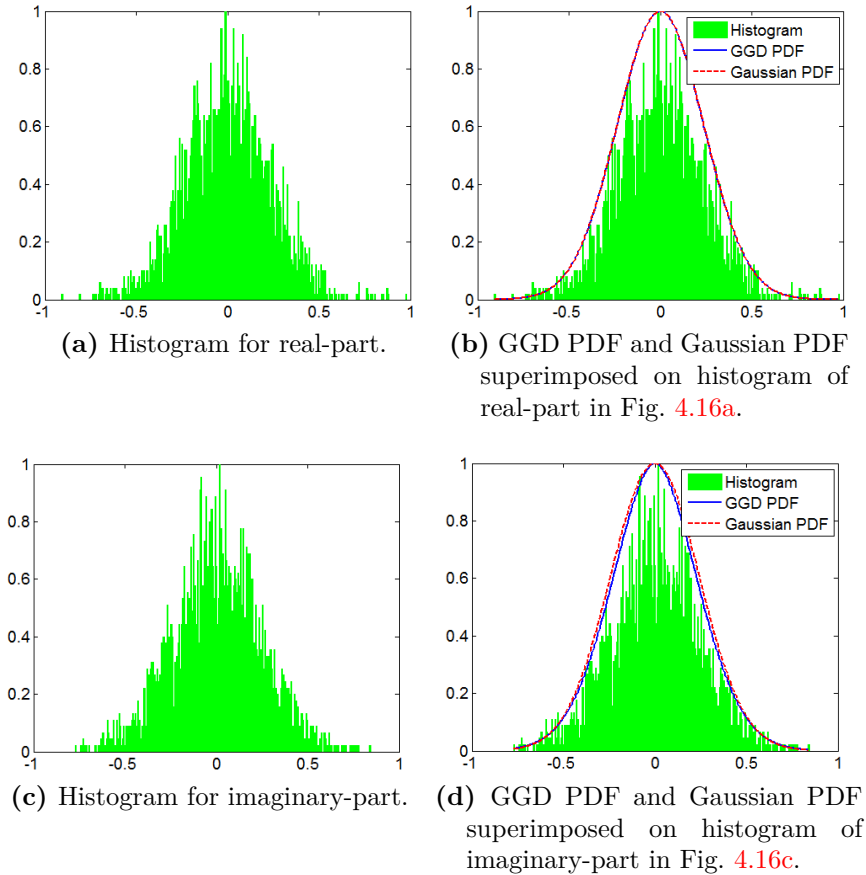 1
0.8
0.6
0.4
0.2
0
-1 -0.5 0 0.5 1
(a) Histogram for real-part.
1
0.8
0.6
0.4
0.2
0
-1 -0.5 0 0.5 1
Histogram
GGD PDF
Gaussian PDF
(b) GGD PDF and Gaussian PDF
superimposed on histogram of
real-part in Fig. 4.16a.
1
0.8
0.6
0.4
0.2
0
-1 -0.5 0 0.5 1
(c) Histogram for imaginary-part.
1
0.8
0.6
0.4
0.2
0
-1 -0.5 0 0.5 1
Histogram
GGD PDF
Gaussian PDF
(d) GGD PDF and Gaussian PDF
superimposed on histogram of
imaginary-part in Fig. 4.16c.